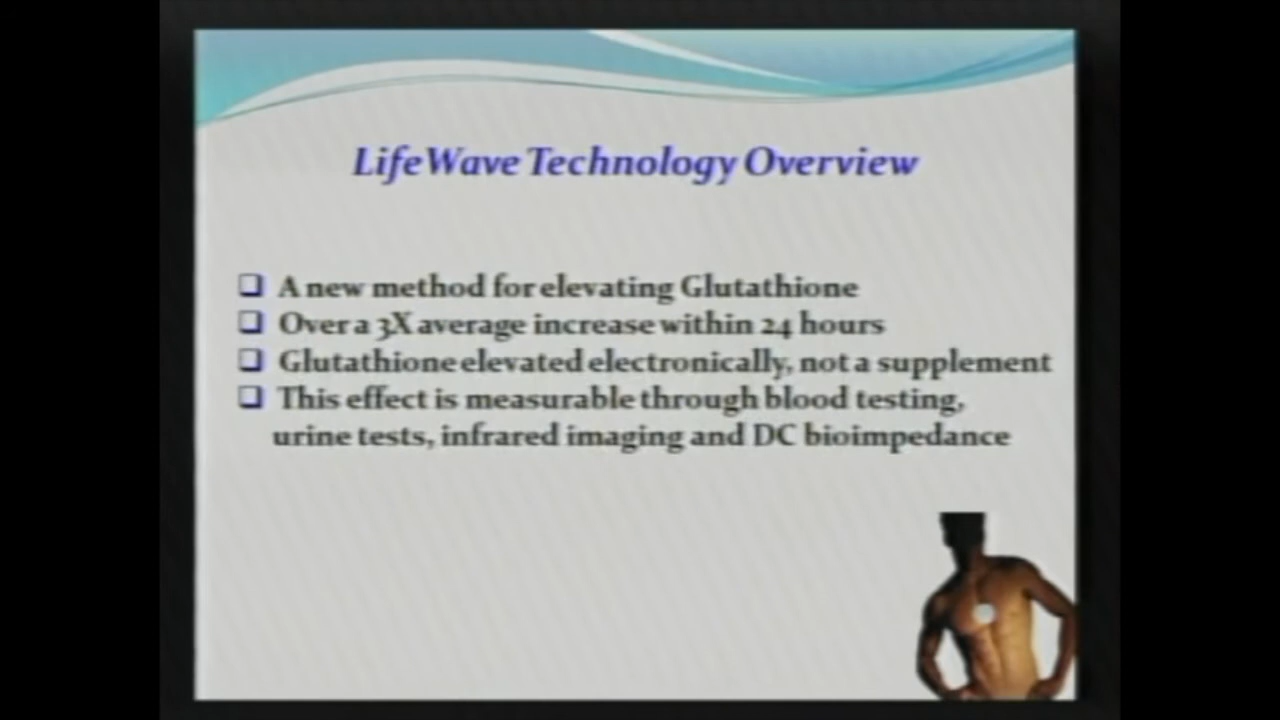 LifeWave Technology Overview
A new method for elevating Glutathione
Over a 3X average increase within 24 hours
Glutathione elevated electronically, not a supplement
This effect is measurable through blood testing,
urine tests, infrared imaging and DC bioimpedance